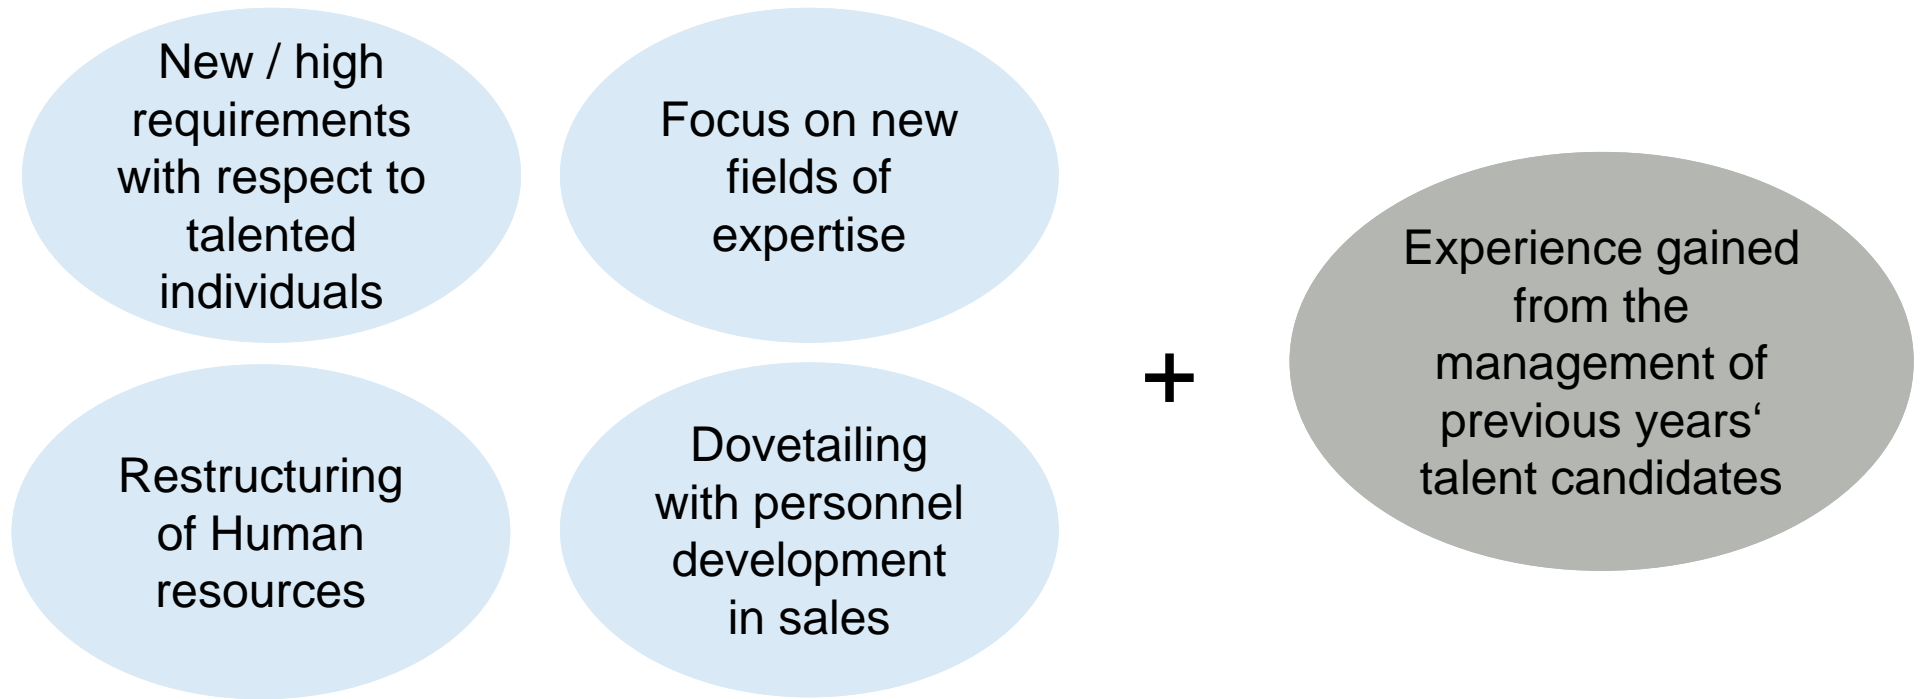 New / high
requirements
with respect to
talented
individuals
Focus on new
fields of
expertise
Restructuring
of Human
resources
Dovetailing
with personnel
development
in sales
+
Experience gained
from the
management of
previous years‘
talent candidates